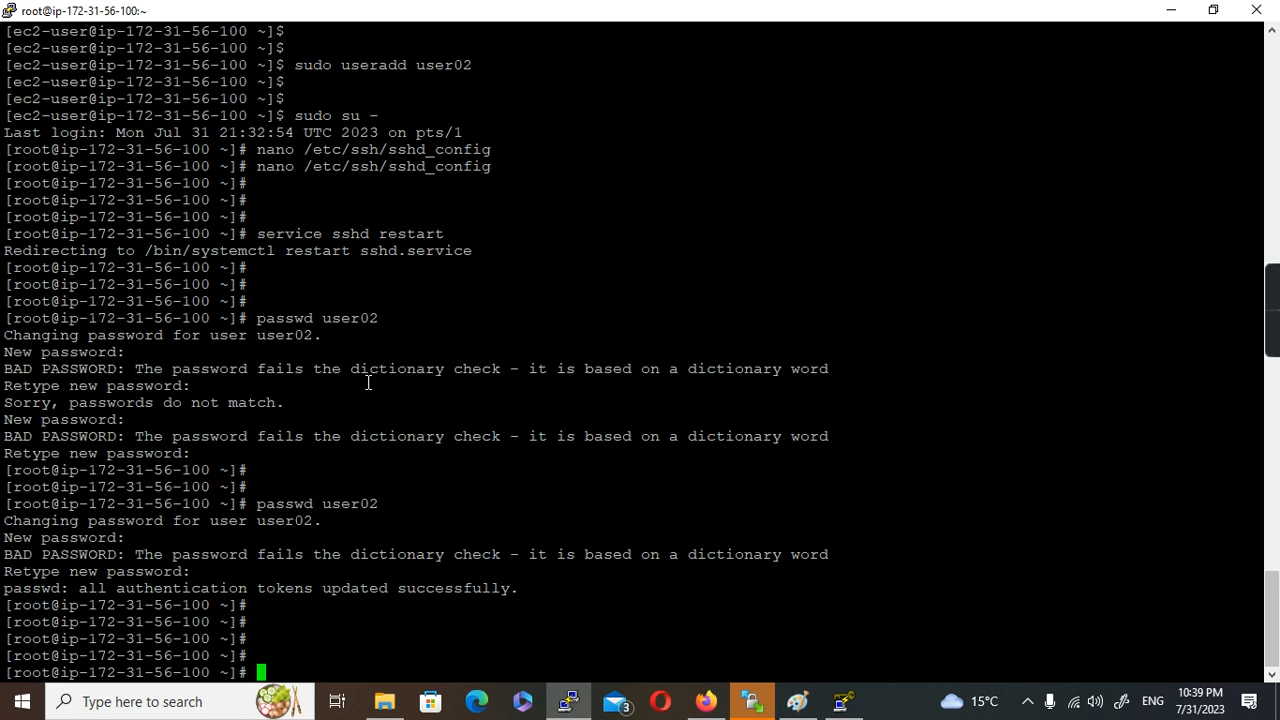 root@ip-172-31-56-100:~
[ec2-user@ip-172-31-56-100 ~]$
[ec2-user@ip-172-31-56-100 ~]$
[ec2-user@ip-172-31-56-100 ~]$ sudo useradd user02
[ec2-user@ip-172-31-56-100 ~]$
[ec2-user@ip-172-31-56-100 ~]$
[ec2-user@ip-172-31-56-100 ~]$ sudo su -
Last login: Mon Jul 31 21:32:54 UTC 2023 on pts/1
[root@ip-172-31-56-100 ~]# nano /etc/ssh/sshd_config
[root@ip-172-31-56-100 ~]# nano /etc/ssh/sshd_config
[root@ip-172-31-56-100 ~]#
[root@ip-172-31-56-100 ~]#
[root@ip-172-31-56-100 ~]#
[root@ip-172-31-56-100 ~]# service sshd restart
Redirecting to /bin/systemctl restart sshd.service
[root@ip-172-31-56-100 ~]#
[root@ip-172-31-56-100 ~]#
[root@ip-172-31-56-100 ~]#
[root@ip-172-31-56-100 ~]# passwd user02
Changing password for user user02.
New password:
BAD PASSWORD: The password fails the dictionary check - it is based on a dictionary word
Retype new password:
Sorry, passwords do not match.
New password:
BAD PASSWORD: The password fails the dictionary check - it is based on a dictionary word
Retype new password:
[root@ip-172-31-56-100 ~]#
[root@ip-172-31-56-100 ~]#
[root@ip-172-31-56-100 ~]# passwd user02
Changing password for user user02.
New password:
BAD PASSWORD: The password fails the dictionary check - it is based on a dictionary word
Retype new password:
passwd: all authentication tokens updated successfully.
[root@ip-172-31-56-100 ~]#
[root@ip-172-31-56-100 ~]#
[root@ip-172-31-56-100 ~]#
[root@ip-172-31-56-100 ~]#
[root@ip-172-31-56-100 ~]#
Type here to search
3
15°C
ENG
10:39 PM
7/31/2023